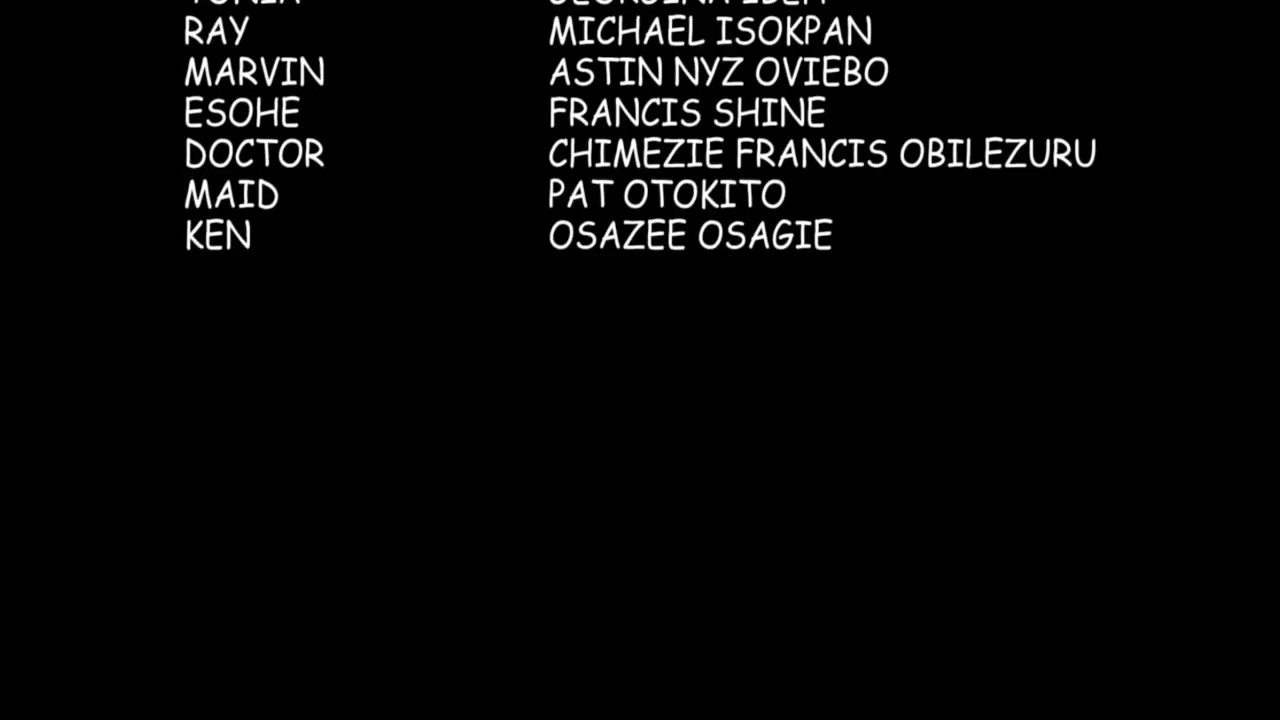 RAY MICHAEL ISOKPAN
MARVIN ASTIN NYZ OVIEBO
ESOHE FRANCIS SHINE
DOCTOR CHIMEZIE FRANCIS OBILEZURU
MAID PAT OTOKITO
KEN OSAZEE OSAGIE